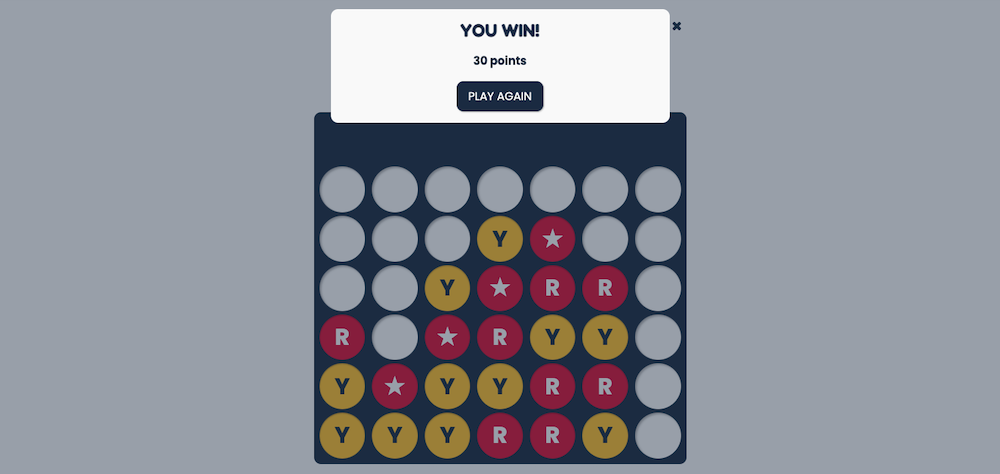 YOU WIN!
30 points
PLAY AGAIN
Y
Y R R
R R Y Y
Y Y Y R R
Y Y Y R R Y